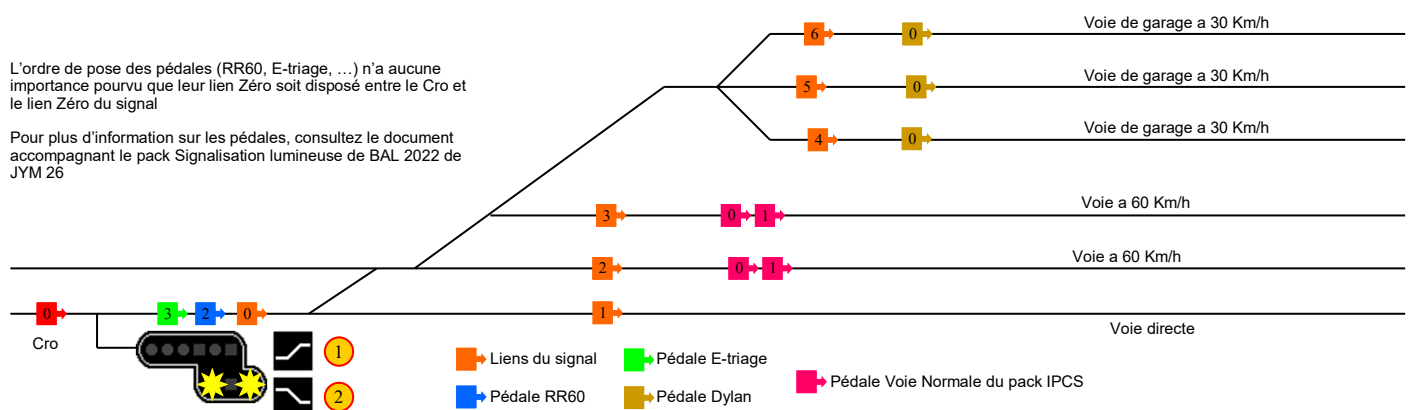 L'ordre de pose des pédales (RR60, E-triage, …) n'a aucune
importance pourvu que leur lien Zéro soit disposé entre le Cro et
le lien Zéro du signal
Pour plus d'information sur les pédales, consultez le document
accompagnant le pack Signalisation lumineuse de BAL 2022 de
JYM 26
6 0 Voie de garage a 30 Km/h
5 0 Voie de garage a 30 Km/h
4 0 Voie de garage a 30 Km/h
3 0 1 Voie a 60 Km/h
2 0 1 Voie a 60 Km/h
0 3 2 0 1 Voie directe
Cro
1
2
Liens du signal
Pédale E-triage
Pédale RR60
Pédale Dylan
Pédale Voie Normale du pack IPCS